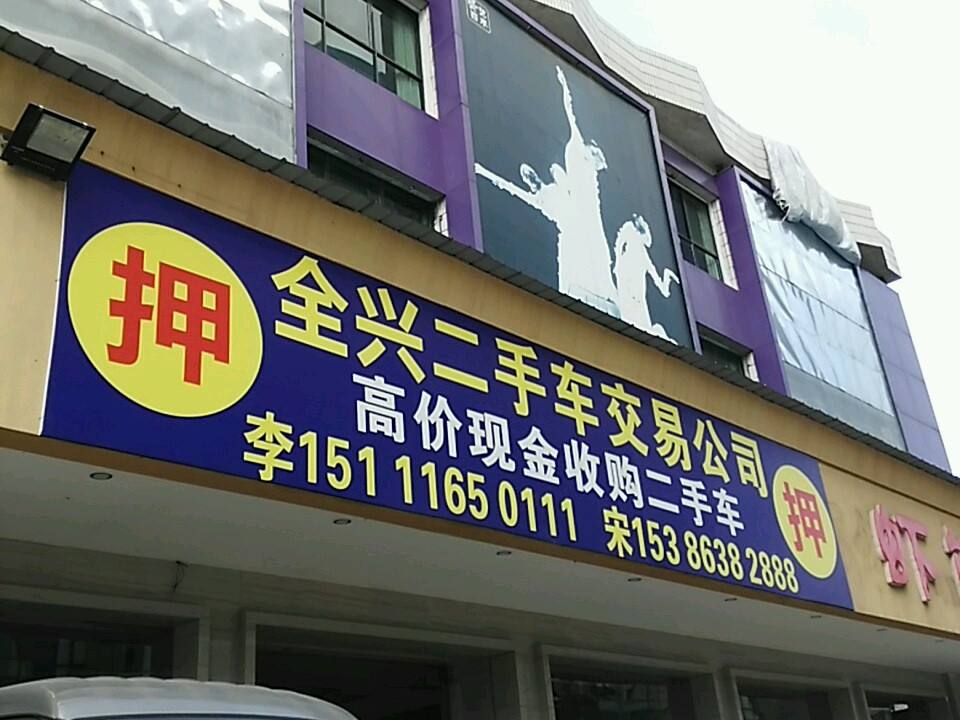 押
全兴二手车交易公司
高价现金收购二手车
李151 1165 0111 宋153 8638 2888
押
虾